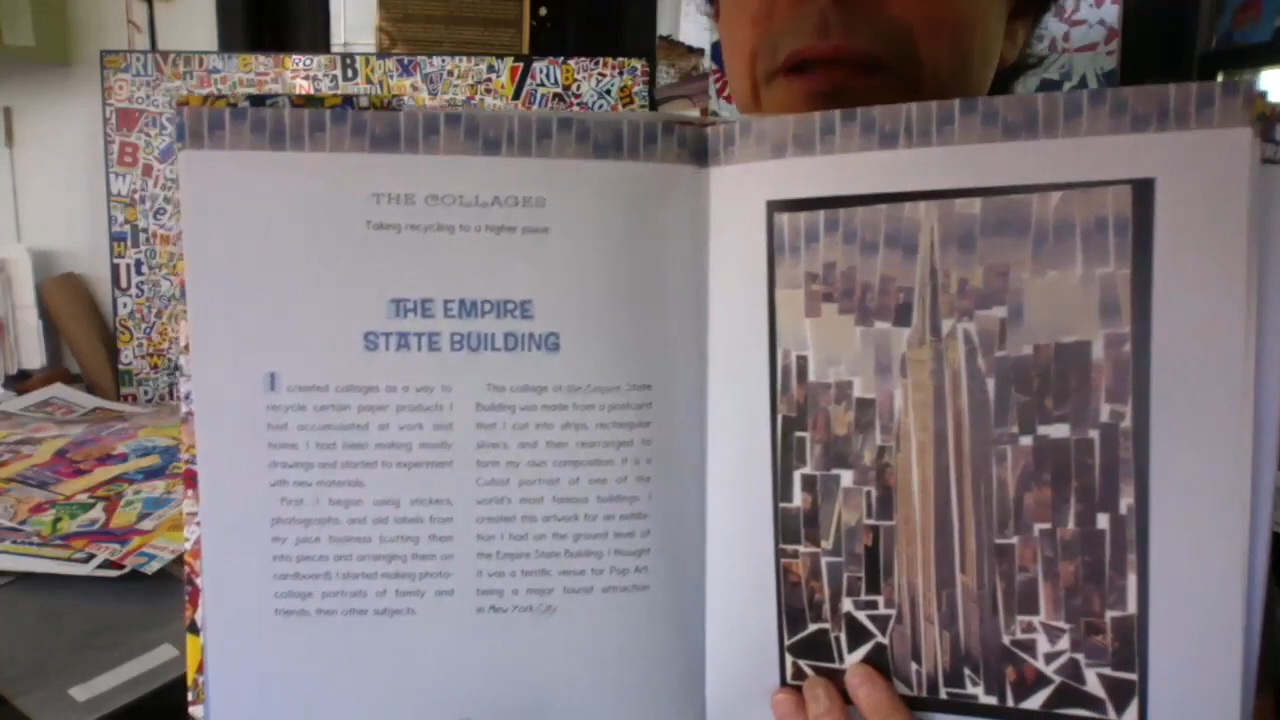 RIVERDALE
BRONX
THE COLLAGES
Taking recycling to a higher place
THE EMPIRE
STATE BUILDING
I created collages as a way to
recycle certain paper products I
had accumulated at work and
home. I had been making mostly
drawings and started to experiment
with new materials.
First I began using stickers,
photographs, and old labels from
my juice business (cutting them
into pieces and arranging them on
cardboard). I started making photo-
collage portraits of family and
friends, then other subjects.
This collage of the Empire State
Building was made from a postcard
that I cut into strips, rectangular
slivers, and then rearranged to
form my own composition. It is a
Cubist portrait of one of the
world's most famous buildings. I
created this artwork for an exhibi-
tion I had on the ground level of
the Empire State Building. I thought
it was a terrific venue for Pop Art,
being a major tourist attraction
in New York City.